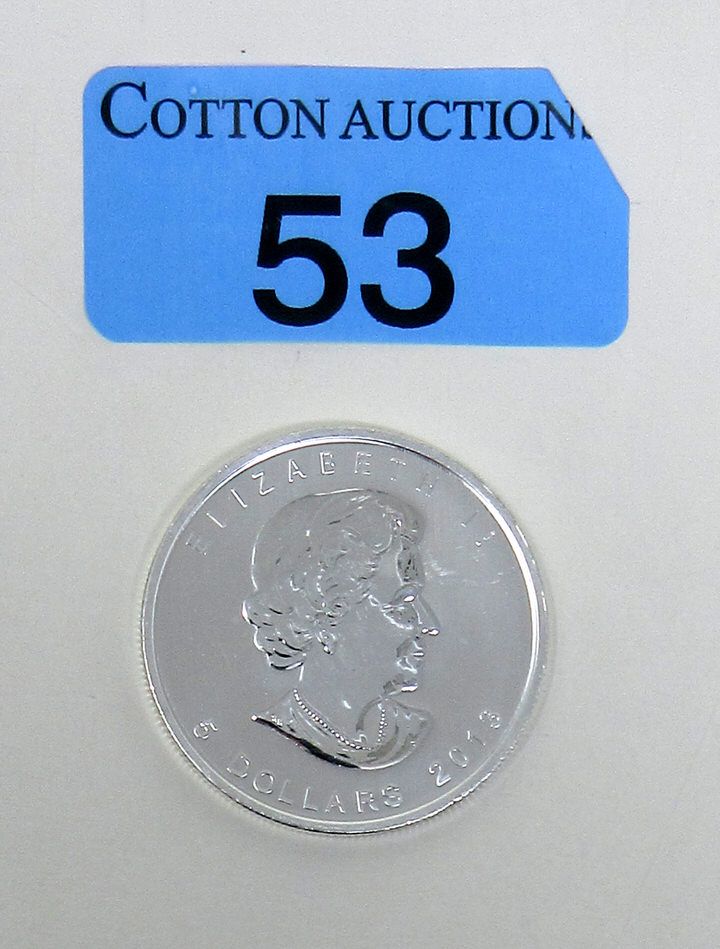 COTTON AUCTIONS
53
ELIZABETH II
5 DOLLARS 2013